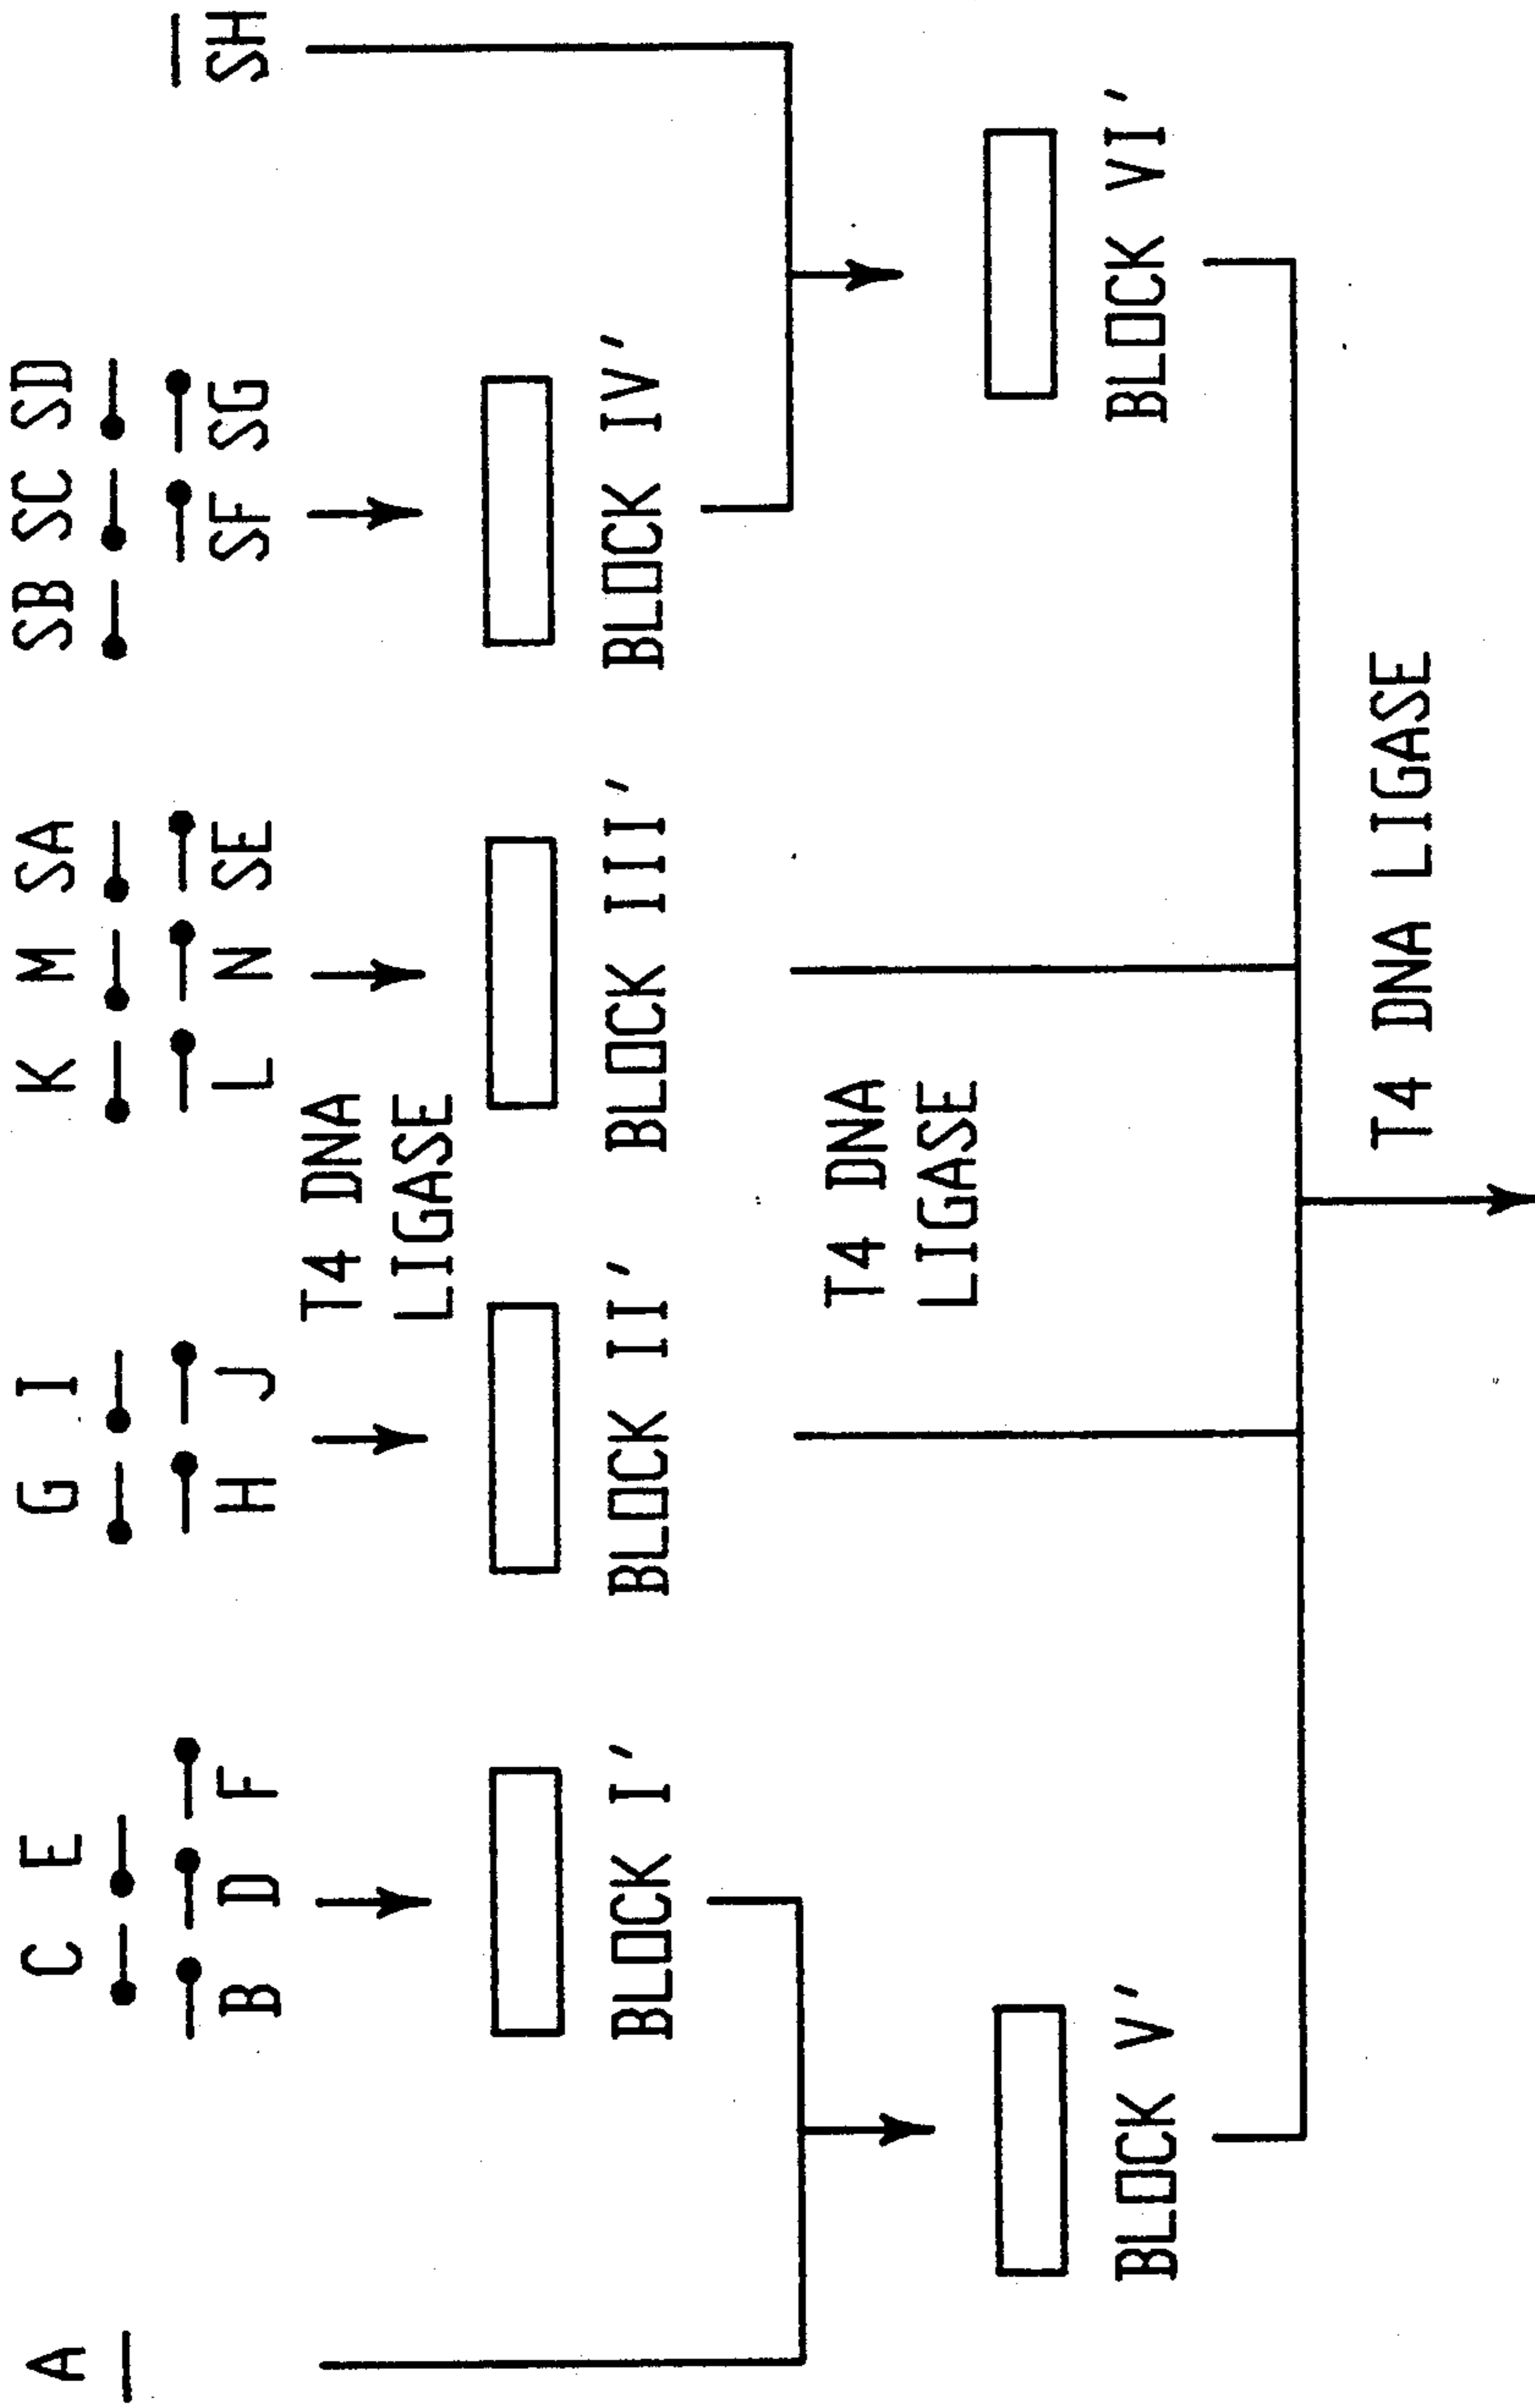 A C E G I K M SA SB SC SD
B D F H J L N SE SF SG SH
T4 DNA
LIGASE
BLOCK I' BLOCK II' BLOCK III' BLOCK IV'
T4 DNA
LIGASE
BLOCK V' BLOCK VI'
T4 DNA LIGASE